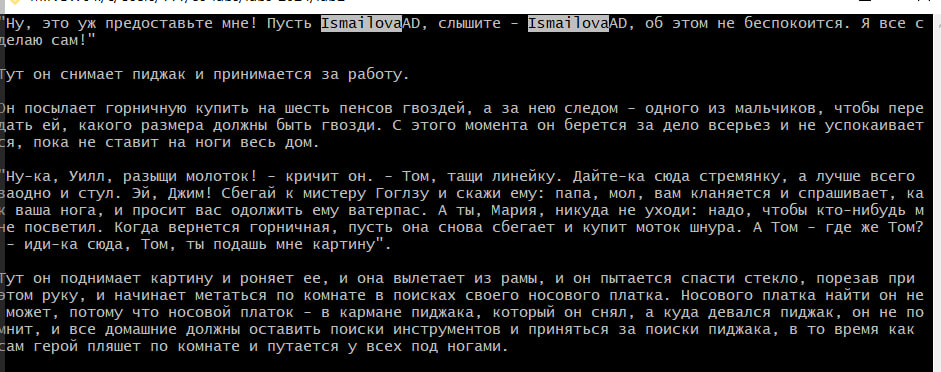 "Ну, это уж предоставьте мне! Пусть IsmailovaAD, слышите - IsmailovaAD, об этом не беспокоится. Я все с
делаю сам!"
Тут он снимает пиджак и принимается за работу.
Он посылает горничную купить на шесть пенсов гвоздей, а за нею следом - одного из мальчиков, чтобы пере
дать ей, какого размера должны быть гвозди. С этого момента он берется за дело всерьез и не успокаивает
ся, пока не ставит на ноги весь дом.
"Ну-ка, Уилл, разыщи молоток! - кричит он. - Том, тащи линейку. Дайте-ка сюда стремянку, а лучше всего
заодно и стул. Эй, Джим! Сбегай к мистеру Гоглзу и скажи ему: папа, мол, вам кланяется и спрашивает, ка
к ваша нога, и просит вас одолжить ему ватерпас. А ты, Мария, никуда не уходи: надо, чтобы кто-нибудь м
не посветил. Когда вернется горничная, пусть она снова сбегает и купит моток шнура. А Том - где же Том?
- иди-ка сюда, Том, ты подашь мне картину".
Тут он поднимает картину и роняет ее, и она вылетает из рамы, и он пытается спасти стекло, порезав при
этом руку, и начинает метаться по комнате в поисках своего носового платка. Носового платка найти он не
может, потому что носовой платок - в кармане пиджака, который он снял, а куда девался пиджак, он не по
мнит, и все домашние должны оставить поиски инструментов и приняться за поиски пиджака, в то время как
сам герой пляшет по комнате и путается у всех под ногами.